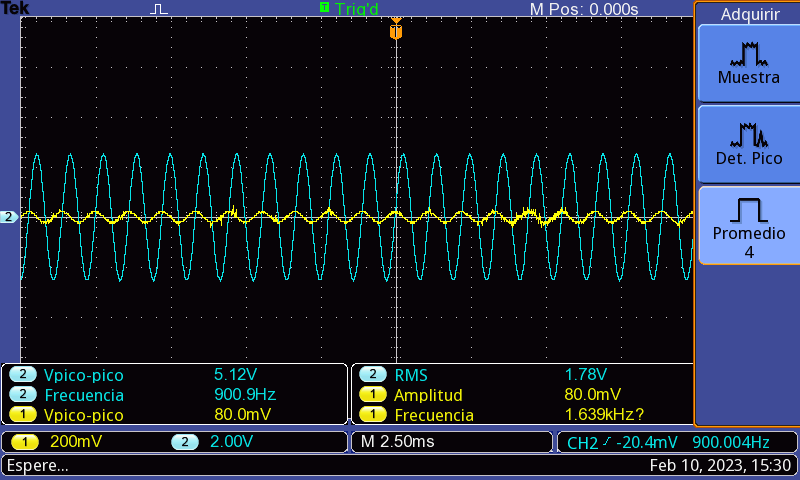 Tek T Trig'd M Pos: 0.000s
T
Adquirir
Muestra
Det. Pico
Promedio
4
2
2 Vpico-pico 5.12V
2 Frecuencia 900.9Hz
1 Vpico-pico 80.0mV
2 RMS 1.78V
1 Amplitud 80.0mV
1 Frecuencia 1.639kHz?
1 200mV 2 2.00V
M 2.50ms
CH2 -20.4mV 900.004Hz
Espere...
Feb 10, 2023, 15:30